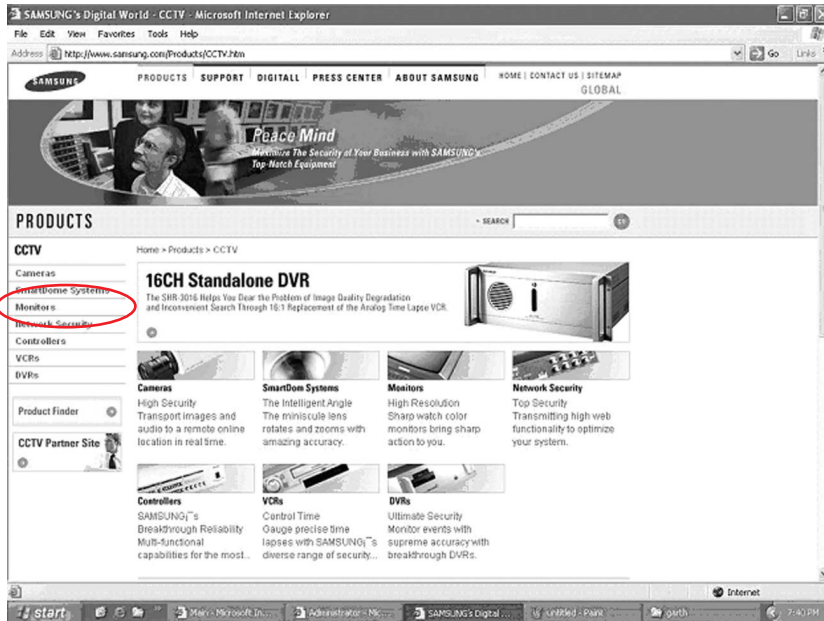 SAMSUNG's Digital World - CCTV - Microsoft Internet Explorer
File Edit View Favorites Tools Help
Address http://www.samsung.com/Products/CCTV.htm Go Links
SAMSUNG
PRODUCTS SUPPORT DIGITALL PRESS CENTER ABOUT SAMSUNG HOME | CONTACT US | SITEMAP
GLOBAL
Peace Mind
Maximize The Security of Your Business with SAMSUNG's
Top-Notch Equipment
PRODUCTS
SEARCH
CCTV
Home > Products > CCTV
Cameras
SmartDome Systems
Monitors
Network Security
Controllers
VCRs
DVRs
Product Finder
CCTV Partner Site
16CH Standalone DVR
The SHR-3016 Helps You Dear the Problem of Image Quality Degradation
and Inconvenient Search Through 16:1 Replacement of the Analog Time Lapse VCR.
Cameras
High Security
Transport images and
audio to a remote online
location in real time.
SmartDom Systems
The Intelligent Angle
The miniscule lens
rotates and zooms with
amazing accuracy.
Monitors
High Resolution
Sharp watch color
monitors bring sharp
action to you.
Network Security
Top Security
Transmitting high web
functionality to optimize
your system.
Controllers
SAMSUNG¡¯s
Breakthrough Reliability
Multi-functional
capabilities for the most...
VCRs
Control Time
Gauge precise time
lapses with SAMSUNG¡¯s
diverse range of security...
DVRs
Ultimate Security
Monitor events with
supreme accuracy with
breakthrough DVRs.
Internet
start Main - Microsoft In... Administrator - Mic... SAMSUNG's Digital ... untitled - Paint garth 7:40 PM